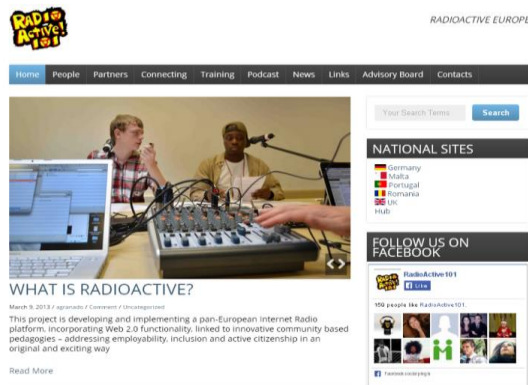 RADIO
ACTIVE!
101
RADIOACTIVE EUROPE
Home People Partners Connecting Training Podcast News Links Advisory Board Contacts
Your Search Terms Search
NATIONAL SITES
Germany
Malta
Portugal
Romania
UK
Hub
FOLLOW US ON
FACEBOOK
RadioActive101
Like
159 people like RadioActive101.
Facebook social plugin
WHAT IS RADIOACTIVE?
March 9, 2013 / agranado / Comment / Uncategorized
This project is developing and implementing a pan-European Internet Radio
platform, incorporating Web 2.0 functionality, linked to innovative community based
pedagogies – addressing employability, inclusion and active citizenship in an
original and exciting way
Read More